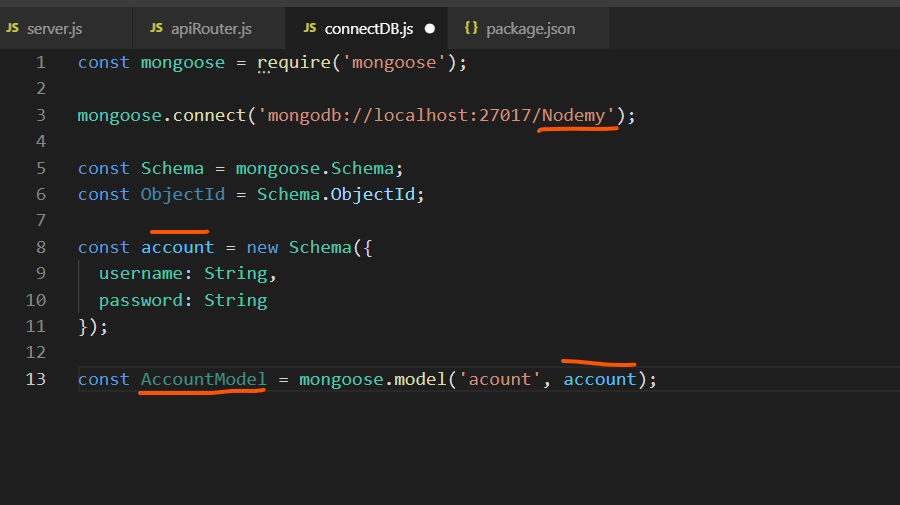 JS server.js JS apiRouter.js JS connectDB.js {} package.json
1 const mongoose = require('mongoose');
2
3 mongoose.connect('mongodb://localhost:27017/Nodemy');
4
5 const Schema = mongoose.Schema;
6 const ObjectId = Schema.ObjectId;
7
8 const account = new Schema({
9 username: String,
10 password: String
11 });
12
13 const AccountModel = mongoose.model('acount', account);